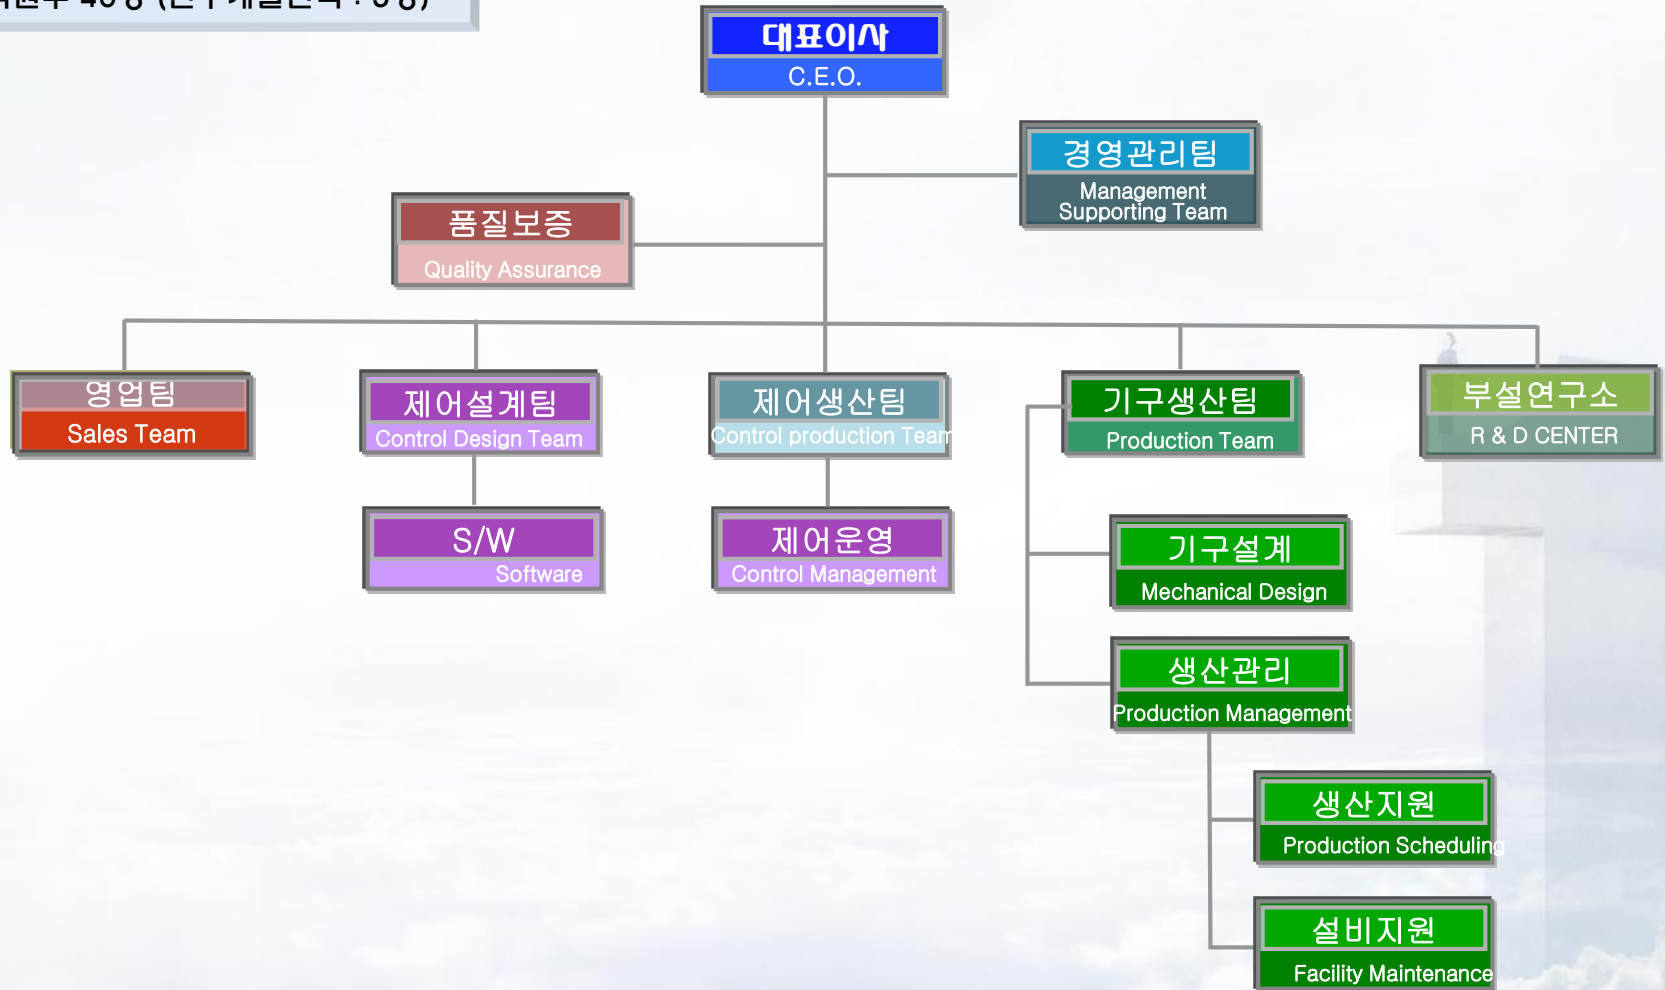 대표이사
C.E.O.
경영관리팀
Management
Supporting Team
품질보증
Quality Assurance
영업팀
Sales Team
제어설계팀
Control Design Team
제어생산팀
Control production Team
기구생산팀
Production Team
부설연구소
R & D CENTER
S/W
Software
제어운영
Control Management
기구설계
Mechanical Design
생산관리
Production Management
생산지원
Production Scheduling
설비지원
Facility Maintenance